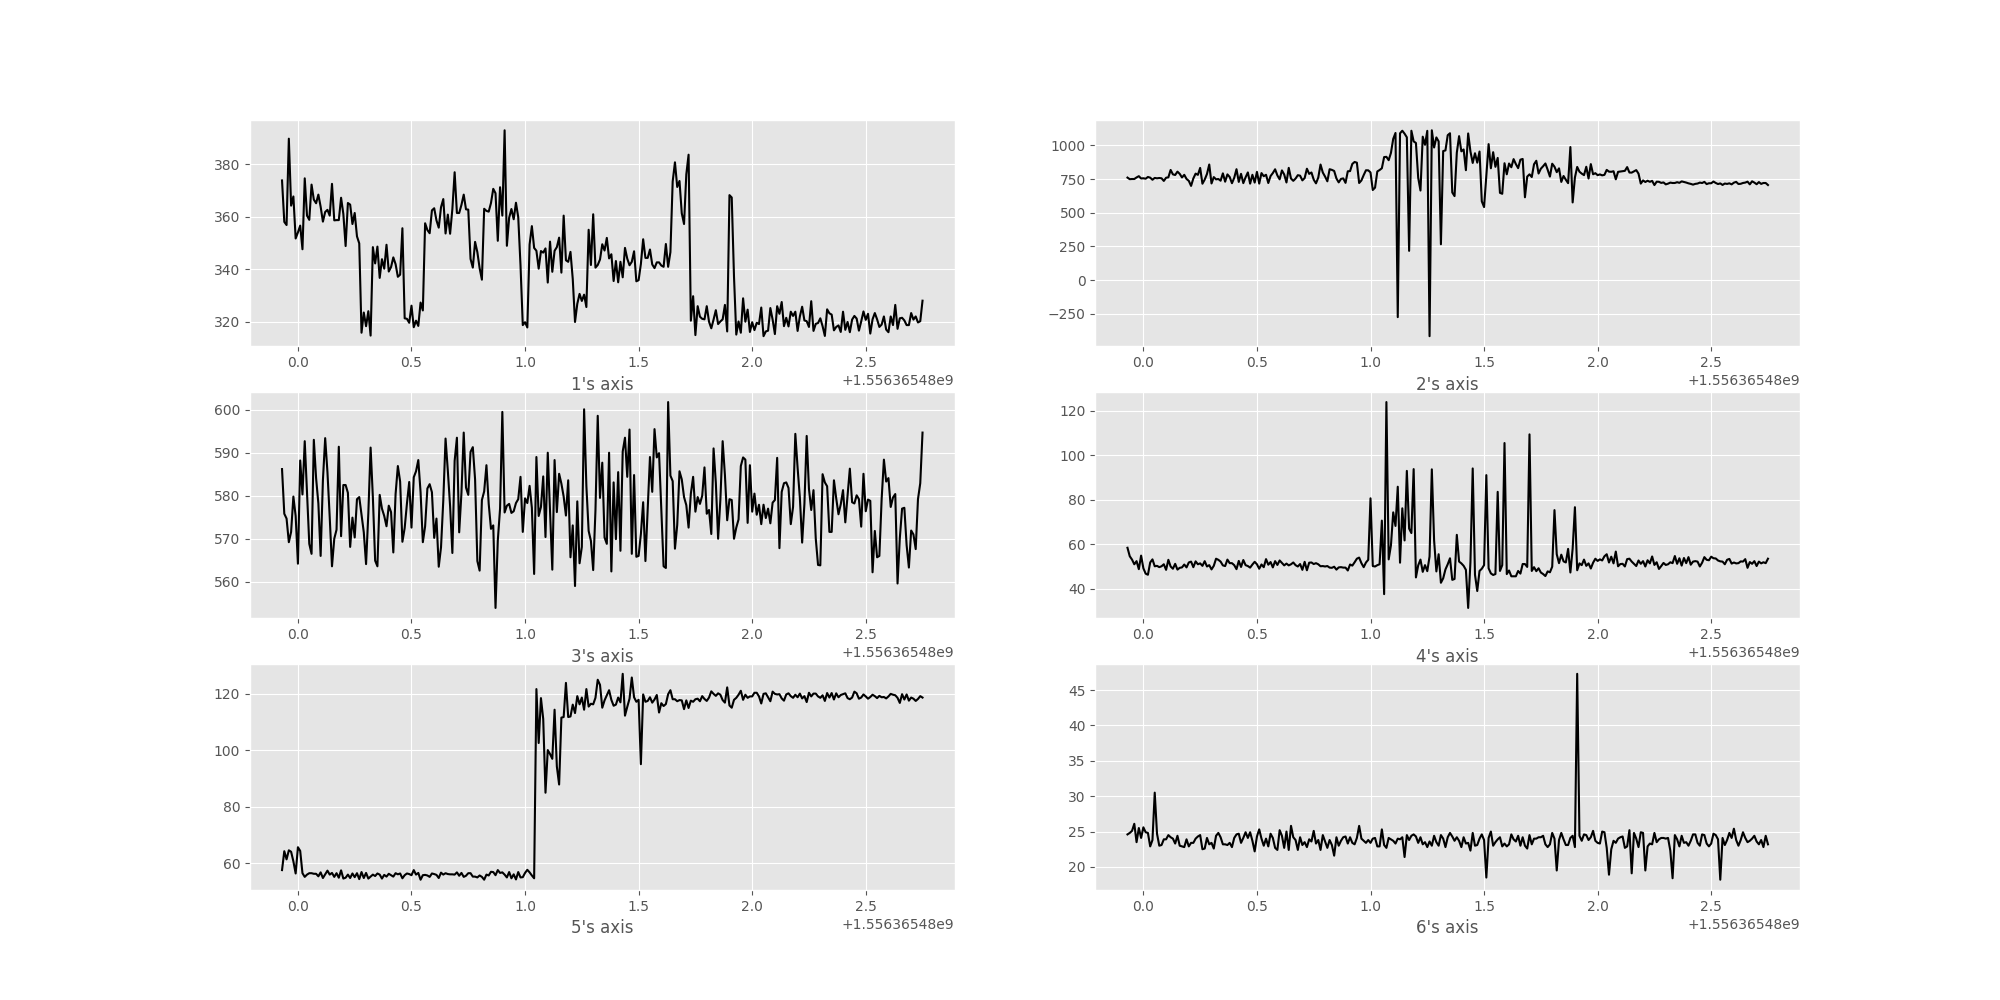 380
360
340
320
0.0 0.5 1.0 1.5 2.0 2.5
1's axis +1.55636548e9
1000
750
500
250
0
−250
0.0 0.5 1.0 1.5 2.0 2.5
2's axis +1.55636548e9
600
590
580
570
560
0.0 0.5 1.0 1.5 2.0 2.5
3's axis +1.55636548e9
120
100
80
60
40
0.0 0.5 1.0 1.5 2.0 2.5
4's axis +1.55636548e9
120
100
80
60
0.0 0.5 1.0 1.5 2.0 2.5
5's axis +1.55636548e9
45
40
35
30
25
20
0.0 0.5 1.0 1.5 2.0 2.5
6's axis +1.55636548e9